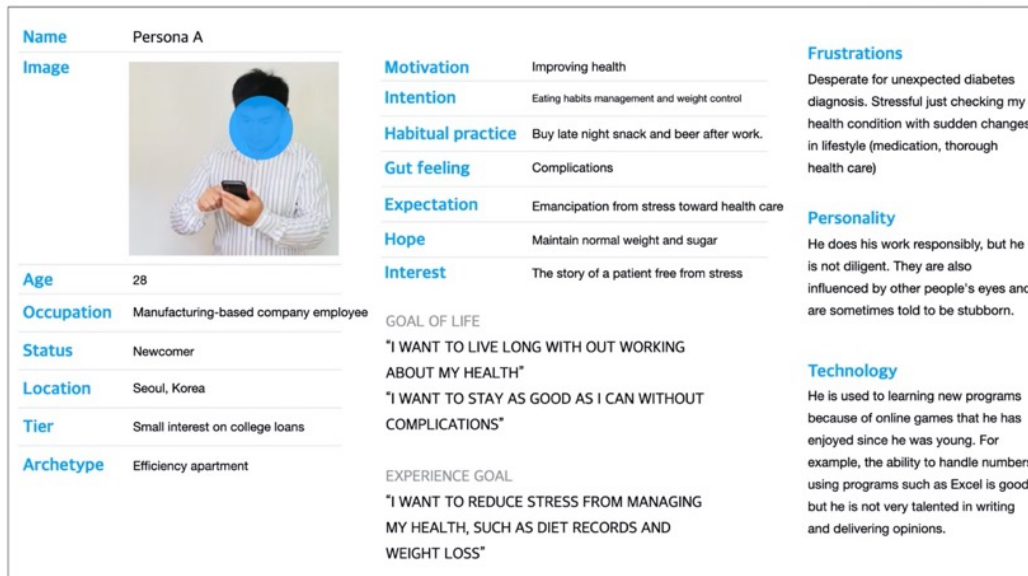 Name Persona A
Image
Age 28
Occupation Manufacturing-based company employee
Status Newcomer
Location Seoul, Korea
Tier Small interest on college loans
Archetype Efficiency apartment
Motivation Improving health
Intention Eating habits management and weight control
Habitual practice Buy late night snack and beer after work.
Gut feeling Complications
Expectation Emancipation from stress toward health care
Hope Maintain normal weight and sugar
Interest The story of a patient free from stress
GOAL OF LIFE
“I WANT TO LIVE LONG WITH OUT WORKING
ABOUT MY HEALTH”
“I WANT TO STAY AS GOOD AS I CAN WITHOUT
COMPLICATIONS”
EXPERIENCE GOAL
“I WANT TO REDUCE STRESS FROM MANAGING
MY HEALTH, SUCH AS DIET RECORDS AND
WEIGHT LOSS”
Frustrations
Desperate for unexpected diabetes
diagnosis. Stressful just checking my
health condition with sudden changes
in lifestyle (medication, thorough
health care)
Personality
He does his work responsibly, but he
is not diligent. They are also
influenced by other people's eyes and
are sometimes told to be stubborn.
Technology
He is used to learning new programs
because of online games that he has
enjoyed since he was young. For
example, the ability to handle numbers
using programs such as Excel is good
but he is not very talented in writing
and delivering opinions.